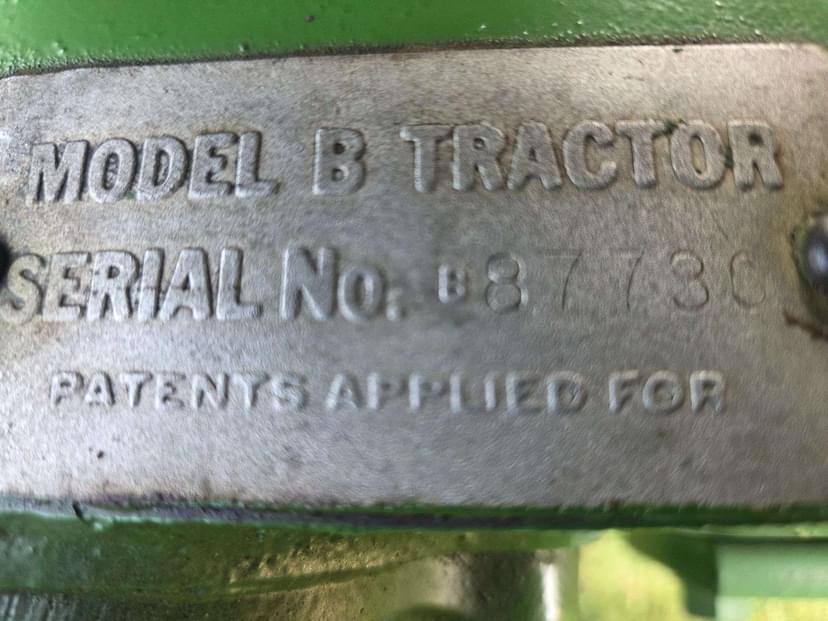 MODEL B TRACTOR
SERIAL NO. B87730
PATENTS APPLIED FOR